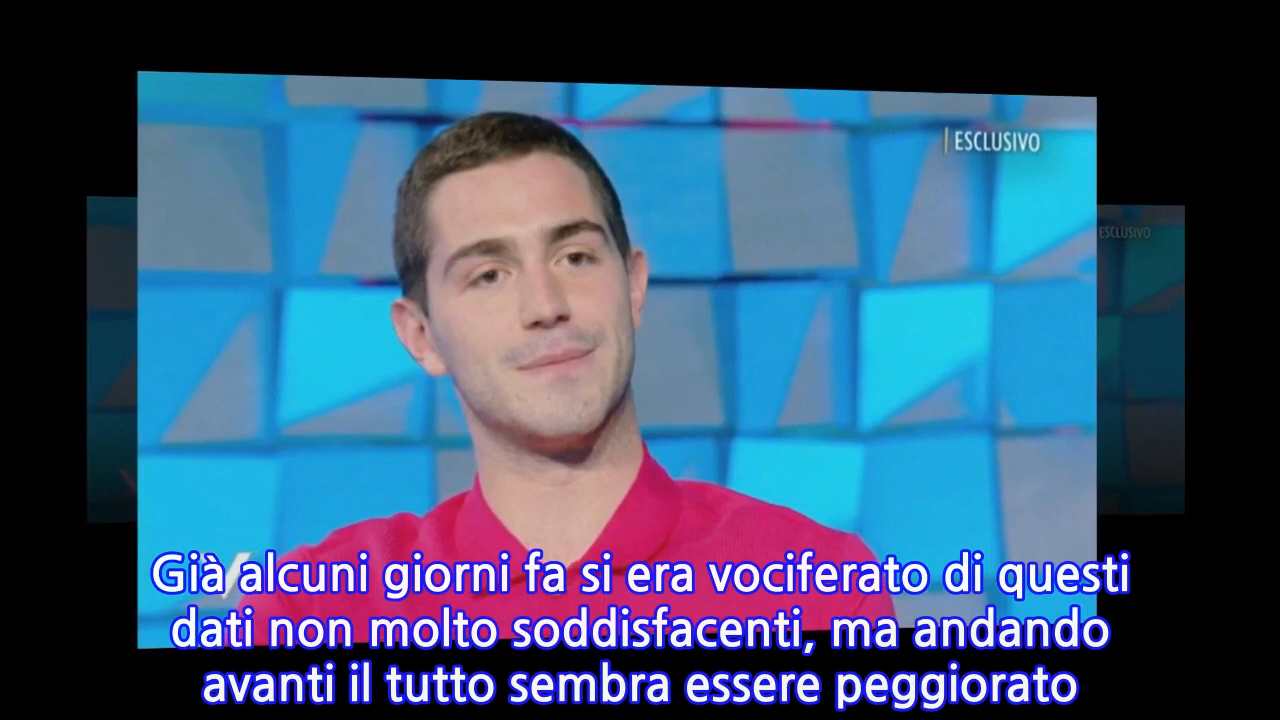 ESCLUSIVO
ESCLUSIVO
Già alcuni giorni fa si era vociferato di questi
dati non molto soddisfacenti, ma andando
avanti il tutto sembra essere peggiorato